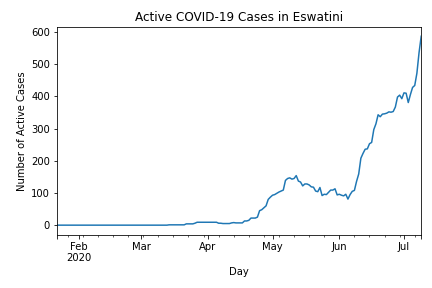 Active COVID-19 Cases in Eswatini
Number of Active Cases
600
500
400
300
200
100
0
Feb
2020
Mar
Apr
May
Jun
Jul
Day